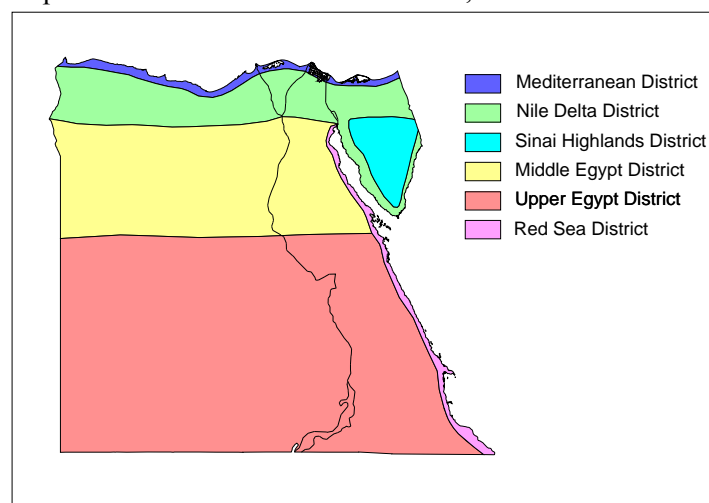 Mediterranean District
Nile Delta District
Sinai Highlands District
Middle Egypt District
Upper Egypt District
Red Sea District